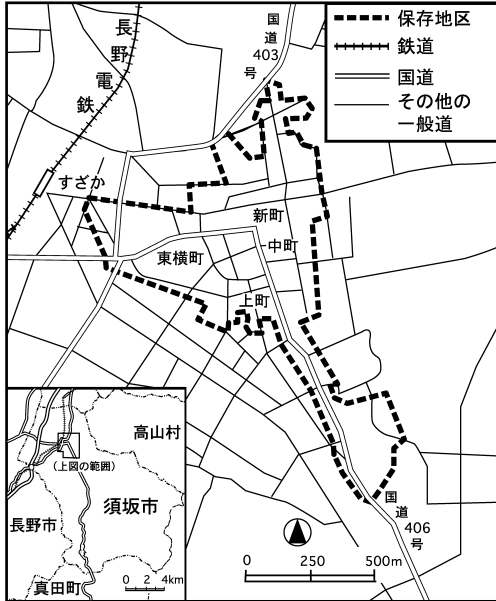 保存地区
鉄道
国道
その他の
一般道
長野電鉄
国道
403
号
すざか
新町
中町
東横町
上町
国道
406
号
0 250 500m
高山村
(上図の範囲)
須坂市
長野市
真田町
0 2 4km